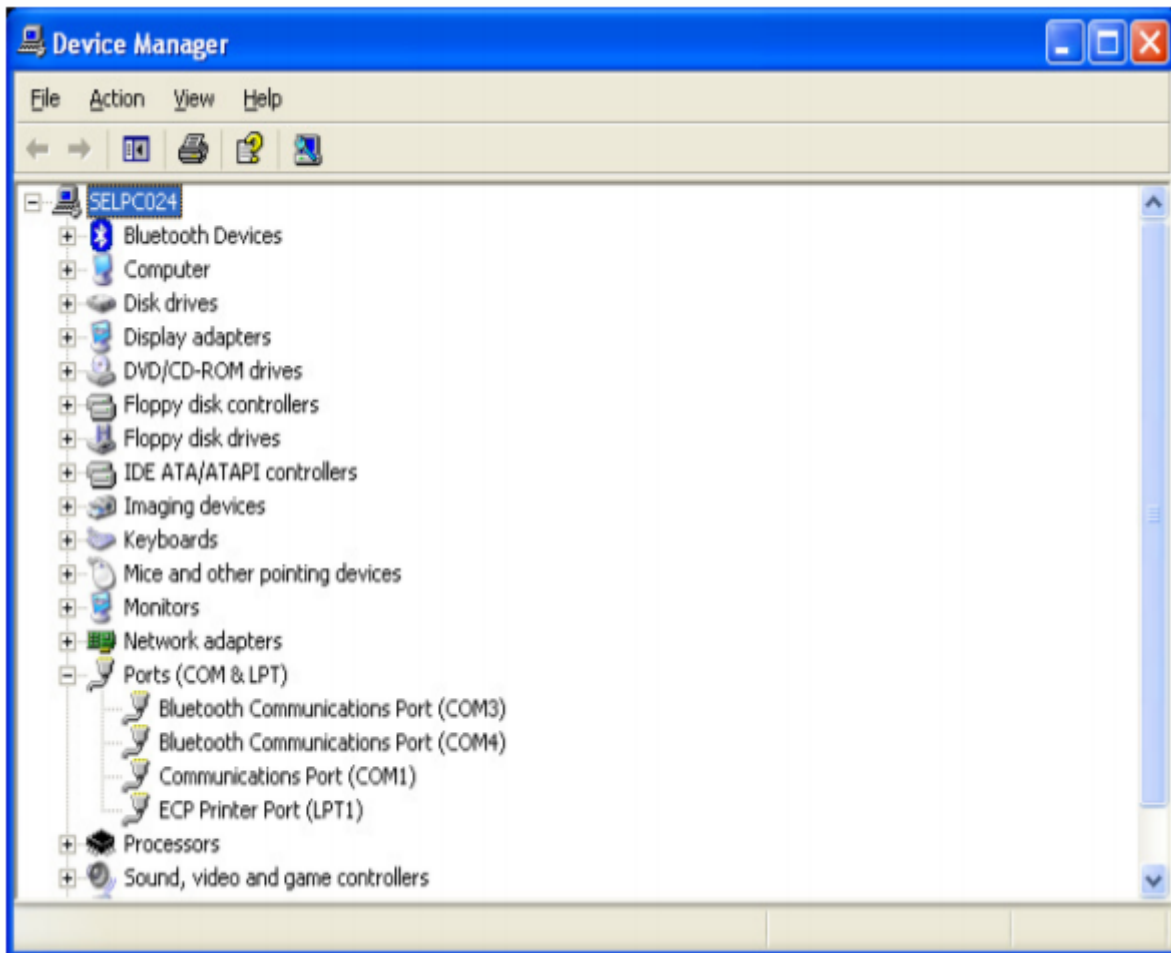 Device Manager
File Action View Help
SELPC024
Bluetooth Devices
Computer
Disk drives
Display adapters
DVD/CD-ROM drives
Floppy disk controllers
Floppy disk drives
IDE ATA/ATAPI controllers
Imaging devices
Keyboards
Mice and other pointing devices
Monitors
Network adapters
Ports (COM & LPT)
Bluetooth Communications Port (COM3)
Bluetooth Communications Port (COM4)
Communications Port (COM1)
ECP Printer Port (LPT1)
Processors
Sound, video and game controllers